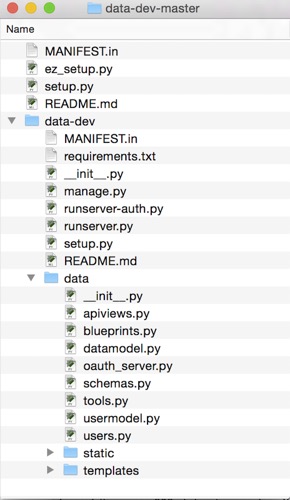 data-dev-master
Name
MANIFEST.in
ez_setup.py
setup.py
README.md
data-dev
MANIFEST.in
requirements.txt
__init__.py
manage.py
runserver-auth.py
runserver.py
setup.py
README.md
data
__init__.py
apiviews.py
blueprints.py
datamodel.py
oauth_server.py
schemas.py
tools.py
usermodel.py
users.py
static
templates